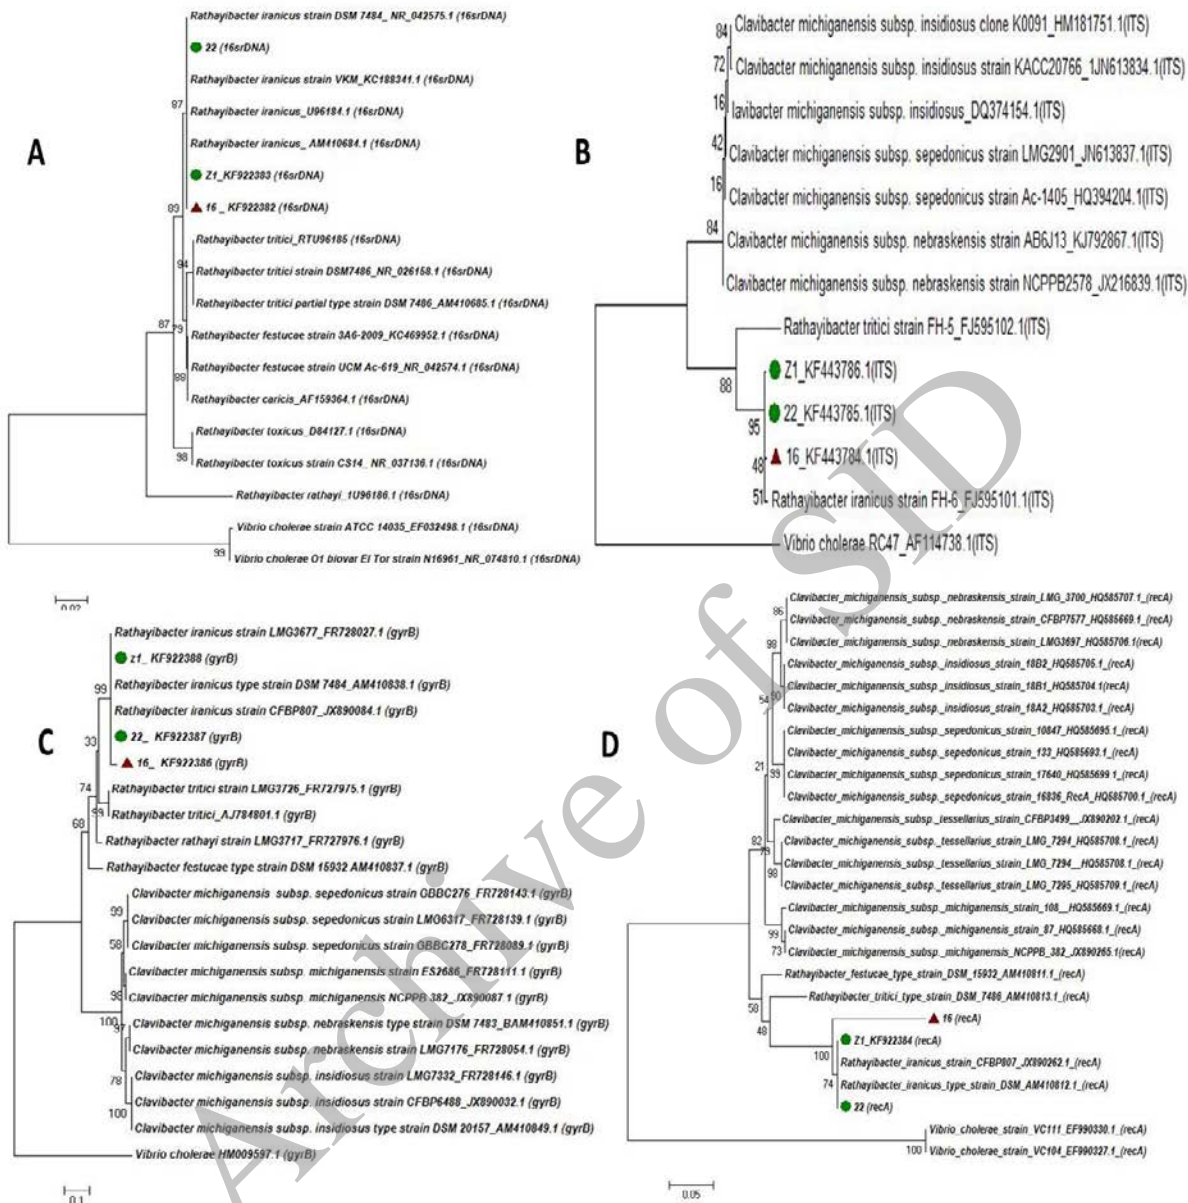 A
Rathayibacter iranicus strain DSM 7484_ NR_042575.1 (16srDNA)
22 (16srDNA)
Rathayibacter iranicus strain VKM_KC188341.1 (16srDNA)
87
Rathayibacter iranicus_U96184.1 (16srDNA)
Rathayibacter iranicus_ AM410684.1 (16srDNA)
Z1_KF922383 (16srDNA)
89
16 _ KF922382 (16srDNA)
Rathayibacter tritici_RTU96185 (16srDNA)
94
Rathayibacter tritici strain DSM7486_NR_026158.1 (16srDNA)
Rathayibacter tritici partial type strain DSM 7486_AM410685.1 (16srDNA)
87
79
Rathayibacter festucae strain 3A6-2009_KC469952.1 (16srDNA)
Rathayibacter festucae strain UCM Ac-619_NR_042574.1 (16srDNA)
Rathayibacter caricis_AF159364.1 (16srDNA)
Rathayibacter toxicus_D84127.1 (16srDNA)
98
Rathayibacter toxicus strain CS14_ NR_037136.1 (16srDNA)
Rathayibacter rathayi_1U96186.1 (16srDNA)
Vibrio cholerae strain ATCC 14035_EF032498.1 (16srDNA)
99
Vibrio cholerae O1 biovar El Tor strain N16961_NR_074810.1 (16srDNA)
0.02
B
84
Clavibacter michiganensis subsp. insidiosus clone K0091_HM181751.1(ITS)
72
Clavibacter michiganensis subsp. insidiosus strain KACC20766_1JN613834.1(ITS)
16
lavibacter michiganensis subsp. insidiosus_DQ374154.1(ITS)
42
Clavibacter michiganensis subsp. sepedonicus strain LMG2901_JN613837.1(ITS)
16
Clavibacter michiganensis subsp. sepedonicus strain Ac-1405_HQ394204.1(ITS)
84
Clavibacter michiganensis subsp. nebraskensis strain AB6J13_KJ792867.1(ITS)
Clavibacter michiganensis subsp. nebraskensis strain NCPPB2578_JX216839.1(ITS)
Rathayibacter tritici strain FH-5_FJ595102.1(ITS)
88
Z1_KF443786.1(ITS)
95
22_KF443785.1(ITS)
48
16_KF443784.1(ITS)
51
Rathayibacter iranicus strain FH-6_FJ595101.1(ITS)
Vibrio cholerae RC47_AF114738.1(ITS)
C
Rathayibacter iranicus strain LMG3677_FR728027.1 (gyrB)
z1_ KF922388 (gyrB)
99
Rathayibacter iranicus type strain DSM 7484_AM410838.1 (gyrB)
Rathayibacter iranicus strain CFBP807_JX890084.1 (gyrB)
33
22_ KF922387 (gyrB)
16_ KF922386 (gyrB)
74
Rathayibacter tritici strain LMG3726_FR727975.1 (gyrB)
Rathayibacter tritici_AJ784801.1 (gyrB)
68
Rathayibacter rathayi strain LMG3717_FR727976.1 (gyrB)
Rathayibacter festucae type strain DSM 15932_AM410837.1 (gyrB)
Clavibacter michiganensis subsp. sepedonicus strain GBBC276_FR728143.1 (gyrB)
99
Clavibacter michiganensis subsp. sepedonicus strain LMG6317_FR728139.1 (gyrB)
58
Clavibacter michiganensis subsp. sepedonicus strain GBBC278_FR728089.1 (gyrB)
Clavibacter michiganensis subsp. michiganensis strain ES2686_FR728111.1 (gyrB)
98
Clavibacter michiganensis subsp. michiganensis NCPPB 382_JX890087.1 (gyrB)
100
97
Clavibacter michiganensis subsp. nebraskensis type strain DSM 7483_BAM410851.1 (gyrB)
Clavibacter michiganensis subsp. nebraskensis strain LMG7176_FR728054.1 (gyrB)
78
Clavibacter michiganensis subsp. insidiosus strain LMG7332_FR728146.1 (gyrB)
Clavibacter michiganensis subsp. insidiosus strain CFBP6488_JX890032.1 (gyrB)
100
Clavibacter michiganensis subsp. insidiosus type strain DSM 20157_AM410849.1 (gyrB)
Vibrio cholerae HM009597.1 (gyrB)
0.1
D
Clavibacter_michiganensis_subsp._nebraskensis_strain_LMG_3700_HQ585707.1_(recA)
86
Clavibacter_michiganensis_subsp._nebraskensis_strain_CFBP7577_HQ585669.1_(recA)
Clavibacter_michiganensis_subsp._nebraskensis_strain_LMG3697_HQ585706.1(recA)
98
Clavibacter_michiganensis_subsp._insidiosus_strain_18B2_HQ585705.1_(recA)
Clavibacter_michiganensis_subsp._insidiosus_strain_18B1_HQ585704.1(recA)
54
Clavibacter_michiganensis_subsp._insidiosus_strain_18A2_HQ585703.1_(recA)
Clavibacter_michiganensis_subsp._sepedonicus_strain_10847_HQ585695.1_(recA)
Clavibacter_michiganensis_subsp._sepedonicus_strain_133_HQ585693.1_(recA)
21
99
Clavibacter_michiganensis_subsp._sepedonicus_strain_17640_HQ585699.1_(recA)
Clavibacter_michiganensis_subsp._sepedonicus_strain_16836_RecA_HQ585700.1_(recA)
Clavibacter_michiganensis_subsp._tessellarius_strain_CFBP3499__JX890202.1_(recA)
82
Clavibacter_michiganensis_subsp._tessellarius_strain_LMG_7294_HQ585708.1_(recA)
79
Clavibacter_michiganensis_subsp._tessellarius_strain_LMG_7294__HQ585708.1_(recA)
98
Clavibacter_michiganensis_subsp._tessellarius_strain_LMG_7295_HQ585709.1_(recA)
Clavibacter_michiganensis_subsp._michiganensis_strain_108__HQ585669.1_(recA)
99
Clavibacter_michiganensis_subsp._michiganensis_strain_87_HQ585668.1_(recA)
73
Clavibacter_michiganensis_subsp._michiganensis_NCPPB_382_JX890265.1_(recA)
Rathayibacter_festucae_type_strain_DSM_15932_AM410811.1_(recA)
58
Rathayibacter_tritici_type_strain_DSM_7486_AM410813.1_(recA)
48
16 (recA)
Z1_KF922384 (recA)
100
Rathayibacter_iranicus_strain_CFBP807_JX890262.1_(recA)
74
Rathayibacter_iranicus_type_strain_DSM_AM410812.1_(recA)
22 (recA)
Vibrio_cholerae_strain_VC111_EF990330.1_(recA)
100
Vibrio_cholerae_strain_VC104_EF990327.1_(recA)
0.05
Archive of SID